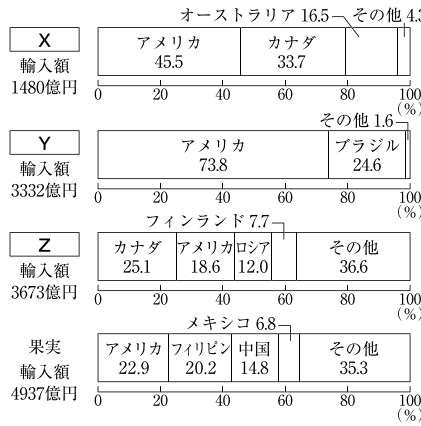 オーストラリア 16.5 その他 4.3
X
輸入額
1480億円
アメリカ
45.5
カナダ
33.7
0 20 40 60 80 100
(%)
その他 1.6
Y
輸入額
3332億円
アメリカ
73.8
ブラジル
24.6
0 20 40 60 80 100
(%)
フィンランド 7.7
Z
輸入額
3673億円
カナダ
25.1
アメリカ
18.6
ロシア
12.0
その他
36.6
0 20 40 60 80 100
(%)
メキシコ 6.8
果実
輸入額
4937億円
アメリカ
22.9
フィリピン
20.2
中国
14.8
その他
35.3
0 20 40 60 80 100
(%)